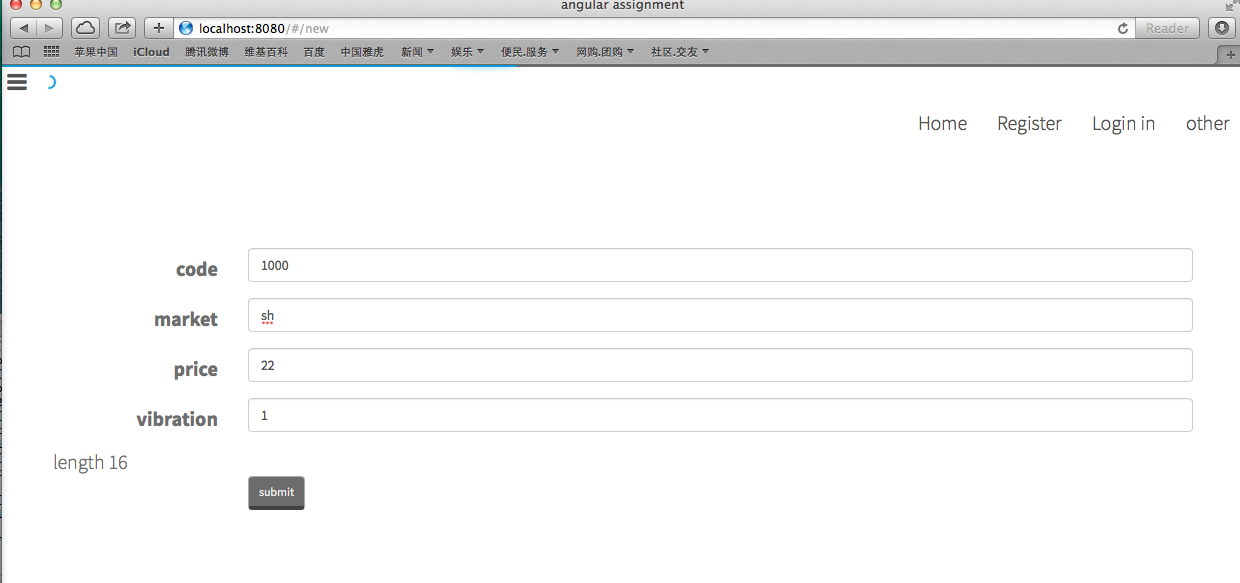 angular assignment
localhost:8080/#/new
Reader
苹果中国 iCloud 腾讯微博 维基百科 百度 中国雅虎 新闻 娱乐 便民.服务 网购.团购 社区.交友
Home Register Login in other
code 1000
market sh
price 22
vibration 1
length 16
submit